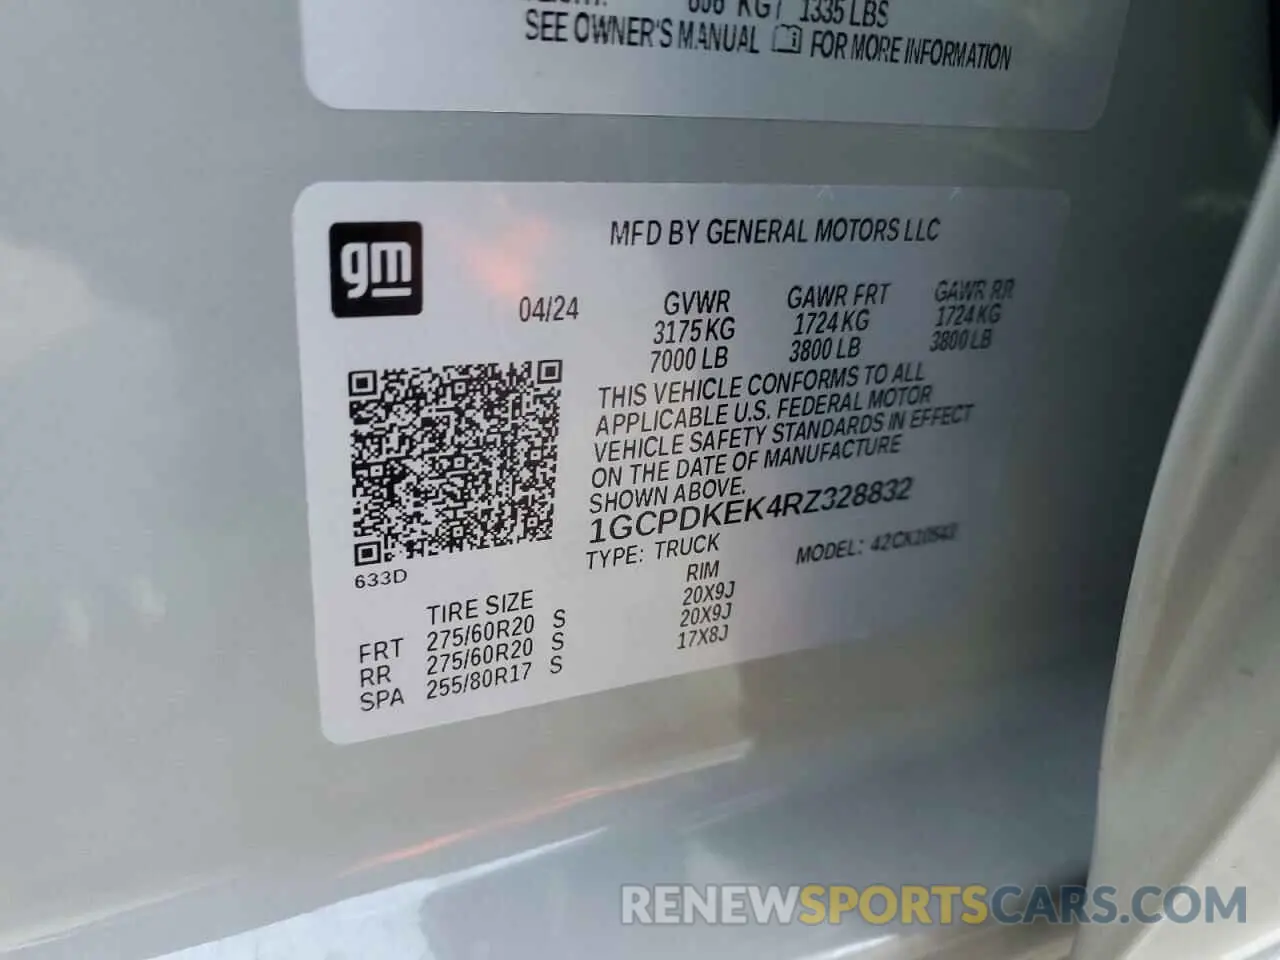 KG / 1335 LBS
SEE OWNER'S MANUAL FOR MORE INFORMATION
gm
MFD BY GENERAL MOTORS LLC
04/24
GVWR GAWR FRT GAWR RR
3175 KG 1724 KG 1724 KG
7000 LB 3800 LB 3800 LB
THIS VEHICLE CONFORMS TO ALL
APPLICABLE U.S. FEDERAL MOTOR
VEHICLE SAFETY STANDARDS IN EFFECT
ON THE DATE OF MANUFACTURE
SHOWN ABOVE.
1GCPDKEK4RZ328832
TYPE: TRUCK MODEL:
633D
TIRE SIZE RIM
FRT 275/60R20 S 20X9J
RR 275/60R20 S 20X9J
SPA 255/80R17 S 17X8J
RENEWSPORTSCARS.COM